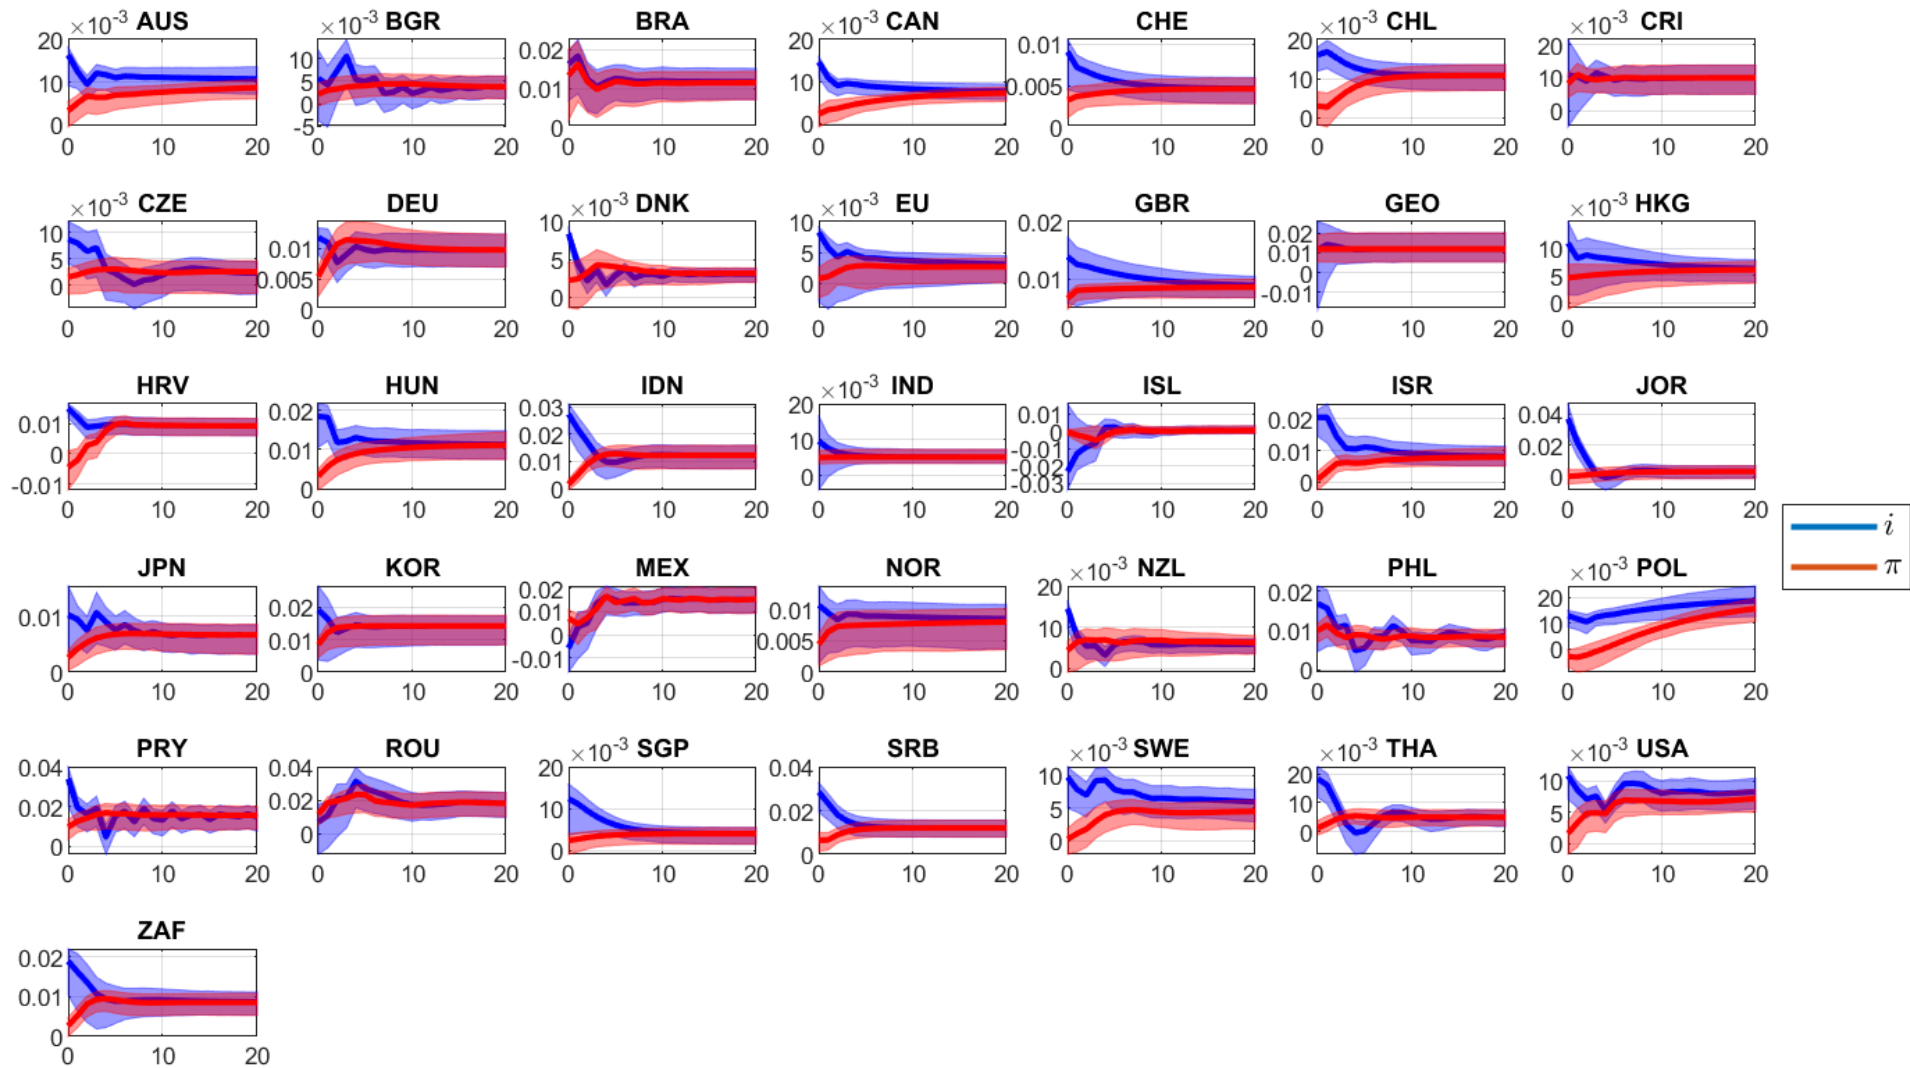 ×10⁻³ AUS
20
10
0
0 10 20
×10⁻³ BGR
10
5
0
-5
0 10 20
BRA
0.02
0.01
0
0 10 20
×10⁻³ CAN
20
10
0
0 10 20
CHE
0.01
0.005
0
0 10 20
×10⁻³ CHL
20
10
0
0 10 20
×10⁻³ CRI
20
10
0
0 10 20
×10⁻³ CZE
10
5
0
0 10 20
DEU
0.01
0.005
0
0 10 20
×10⁻³ DNK
10
5
0
0 10 20
×10⁻³ EU
10
5
0
0 10 20
GBR
0.02
0.01
0 10 20
GEO
0.02
0.01
0
-0.01
0 10 20
×10⁻³ HKG
10
5
0
0 10 20
HRV
0.01
0
-0.01
0 10 20
HUN
0.02
0.01
0
0 10 20
IDN
0.03
0.02
0.01
0
0 10 20
×10⁻³ IND
20
10
0
0 10 20
ISL
0.01
0
-0.01
-0.02
-0.03
0 10 20
ISR
0.02
0.01
0
0 10 20
JOR
0.04
0.02
0
0 10 20
i
π
JPN
0.01
0
0 10 20
KOR
0.02
0.01
0
0 10 20
MEX
0.02
0.01
0
-0.01
0 10 20
NOR
0.01
0.005
0
0 10 20
×10⁻³ NZL
20
10
0
0 10 20
PHL
0.02
0.01
0
0 10 20
×10⁻³ POL
20
10
0
0 10 20
PRY
0.04
0.02
0
0 10 20
ROU
0.04
0.02
0
0 10 20
×10⁻³ SGP
20
10
0
0 10 20
SRB
0.04
0.02
0
0 10 20
×10⁻³ SWE
10
5
0
0 10 20
×10⁻³ THA
20
10
0
0 10 20
×10⁻³ USA
10
5
0
0 10 20
ZAF
0.02
0.01
0
0 10 20